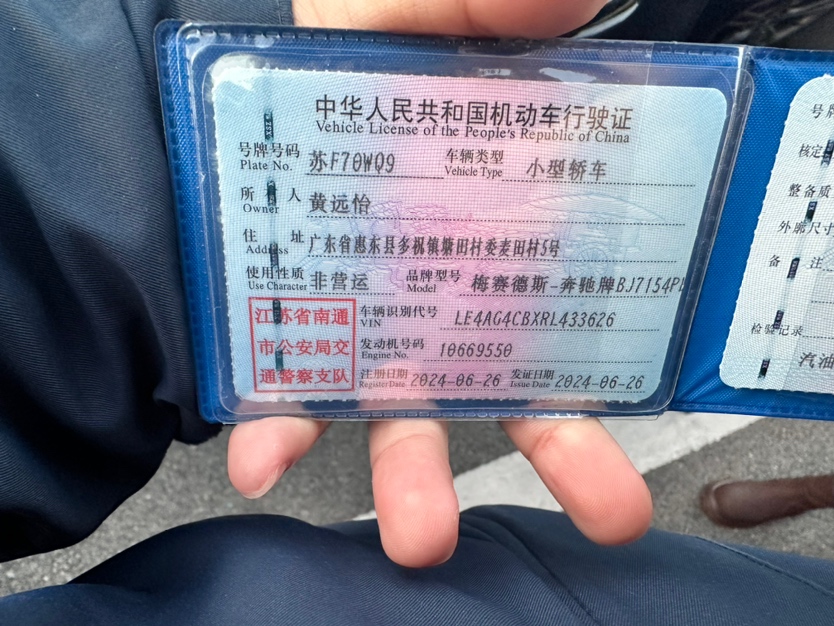 中华人民共和国机动车行驶证
Vehicle License of the People's Republic of China
号牌号码 苏F70WQ9 车辆类型 小型轿车
Plate No. Vehicle Type
所有人 黄远怡
Owner
住址 广东省惠东县多祝镇塘田村委麦田村5号
Address
使用性质 非营运 品牌型号 梅赛德斯-奔驰牌BJ7154P
Use Character Model
江苏省南通
市公安局交
通警察支队
车辆识别代号 LE4AG4CBXRL433626
VIN
发动机号码 10669550
Engine No.
注册日期 2024-06-26 发证日期 2024-06-26
Register Date Issue Date
号牌
核定
整备质
外廓尺寸
备注
检验记录
汽油